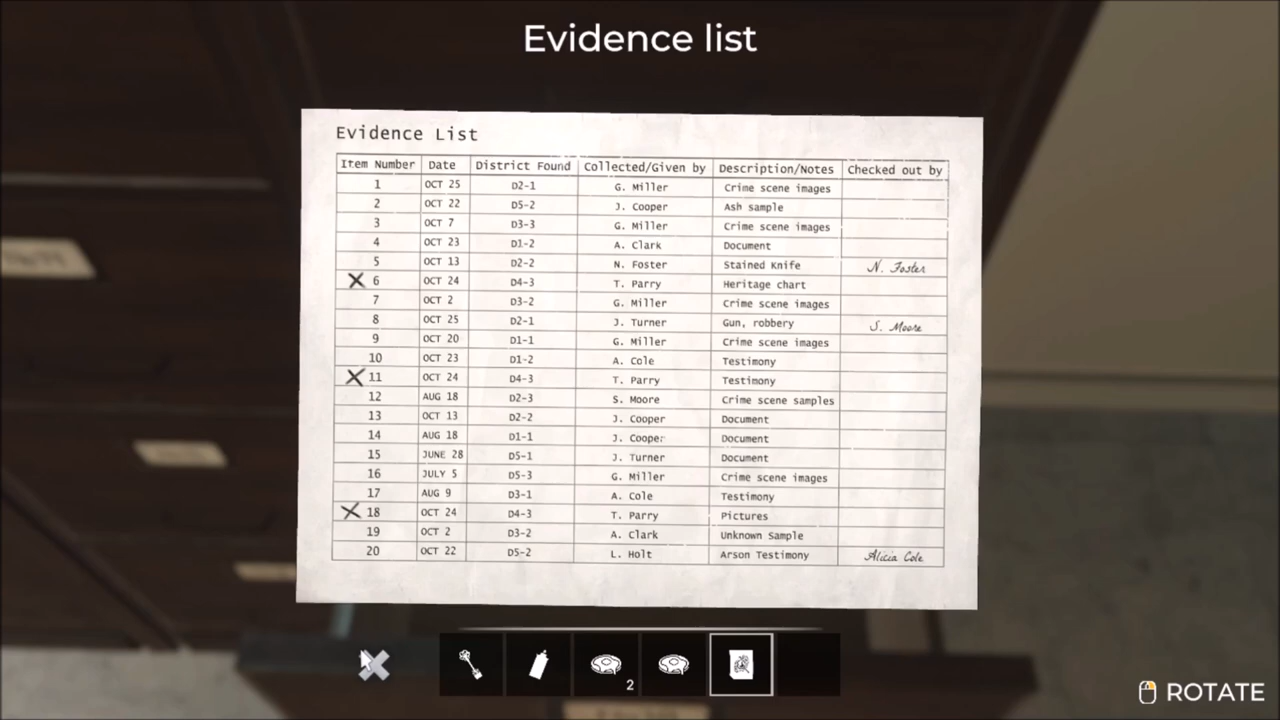 Evidence list
Evidence List
Item Number Date District Found Collected/Given by Description/Notes Checked out by
1 OCT 25 D2-1 G. Miller Crime scene images
2 OCT 22 D5-2 J. Cooper Ash sample
3 OCT 7 D3-3 G. Miller Crime scene images
4 OCT 23 D1-2 A. Clark Document
5 OCT 13 D2-2 N. Foster Stained Knife N. Foster
6 OCT 24 D4-3 T. Parry Heritage chart
7 OCT 2 D3-2 G. Miller Crime scene images
8 OCT 25 D2-1 J. Turner Gun, robbery S. Moore
9 OCT 20 D1-1 G. Miller Crime scene images
10 OCT 23 D1-2 A. Cole Testimony
11 OCT 24 D4-3 T. Parry Testimony
12 AUG 18 D2-3 S. Moore Crime scene samples
13 OCT 13 D2-2 J. Cooper Document
14 AUG 18 D1-1 J. Cooper Document
15 JUNE 28 D5-1 J. Turner Document
16 JULY 5 D5-3 G. Miller Crime scene images
17 AUG 9 D3-1 A. Cole Testimony
18 OCT 24 D4-3 T. Parry Pictures
19 OCT 2 D3-2 A. Clark Unknown Sample
20 OCT 22 D5-2 L. Holt Arson Testimony Alicia Cole
2
ROTATE